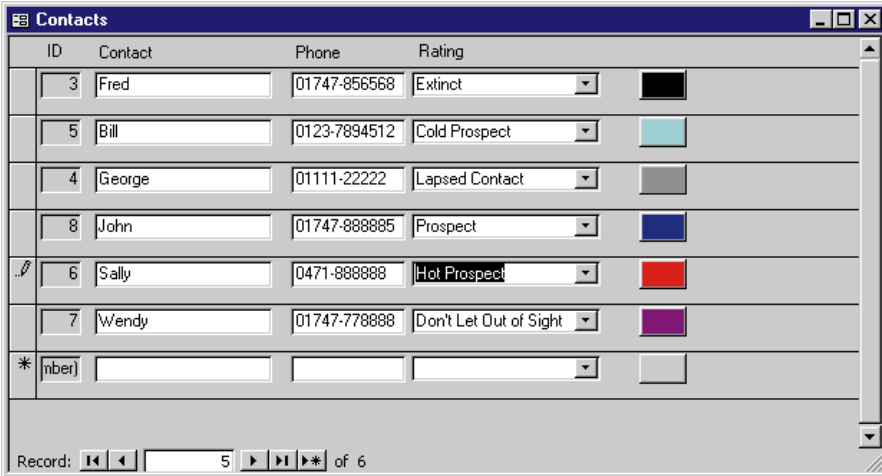 Contacts
ID Contact Phone Rating
3 Fred 01747-856568 Extinct
5 Bill 0123-7894512 Cold Prospect
4 George 01111-22222 Lapsed Contact
8 John 01747-888885 Prospect
6 Sally 0471-888888 Hot Prospect
7 Wendy 01747-778888 Don't Let Out of Sight
mber)
Record: 5 of 6